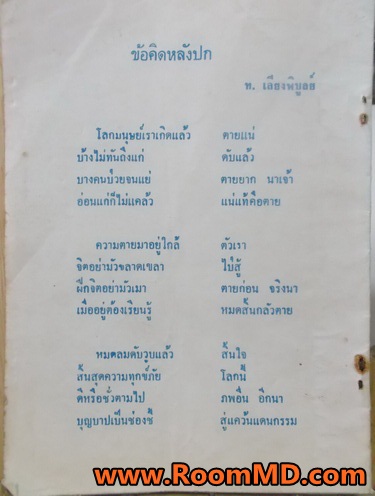 ข้อคิดหลังปก
ท. เลียงพิบูลย์
โลกมนุษย์เราเกิดแล้ว ตายแน่
บ้างไม่ทันถึงแก่ ดับแล้ว
บางคนป่วยจนแย่ ตายยาก นาเจ้า
อ่อนแก่ก็ไม่แคล้ว แน่แท้คือตาย
ความตายมาอยู่ใกล้ ตัวเรา
จิตอย่ามัวขลาดเขลา ไป่สู้
ฝึกจิตอย่ามัวเมา ตายก่อน จริงนา
เมื่ออยู่ต้องเรียนรู้ หมดสิ้นกลัวตาย
หมดลมดับวูบแล้ว สิ้นใจ
สิ้นสุดความทุกข์ภัย โลกนี้
ดีหรือชั่วตามไป ภพอื่น อีกนา
บุญบาปเป็นช่องชี้ สู่แคว้นแดนกรรม
www.RoomMD.com